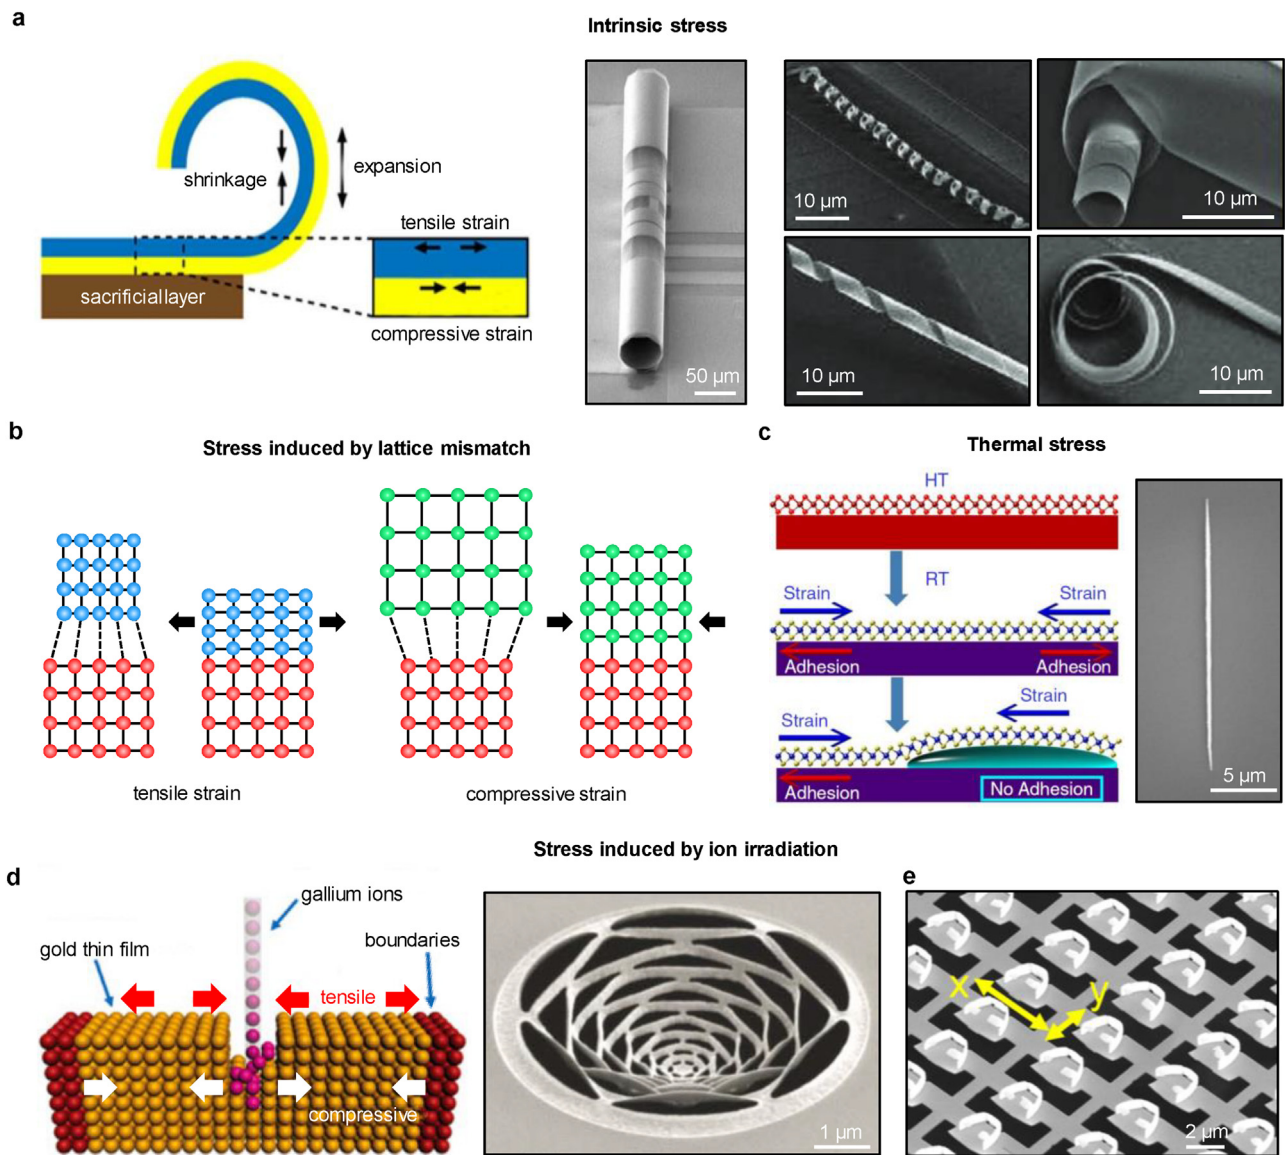 a
Intrinsic stress
shrinkage
expansion
tensile strain
sacrificial layer
compressive strain
50 µm
10 µm
10 µm
10 µm
10 µm
b
Stress induced by lattice mismatch
tensile strain
compressive strain
c
Thermal stress
HT
RT
Strain
Strain
Adhesion
Adhesion
Strain
Strain
Adhesion
No Adhesion
5 µm
Stress induced by ion irradiation
d
gallium ions
gold thin film
boundaries
tensile
compressive
1 µm
e
x
y
2 µm